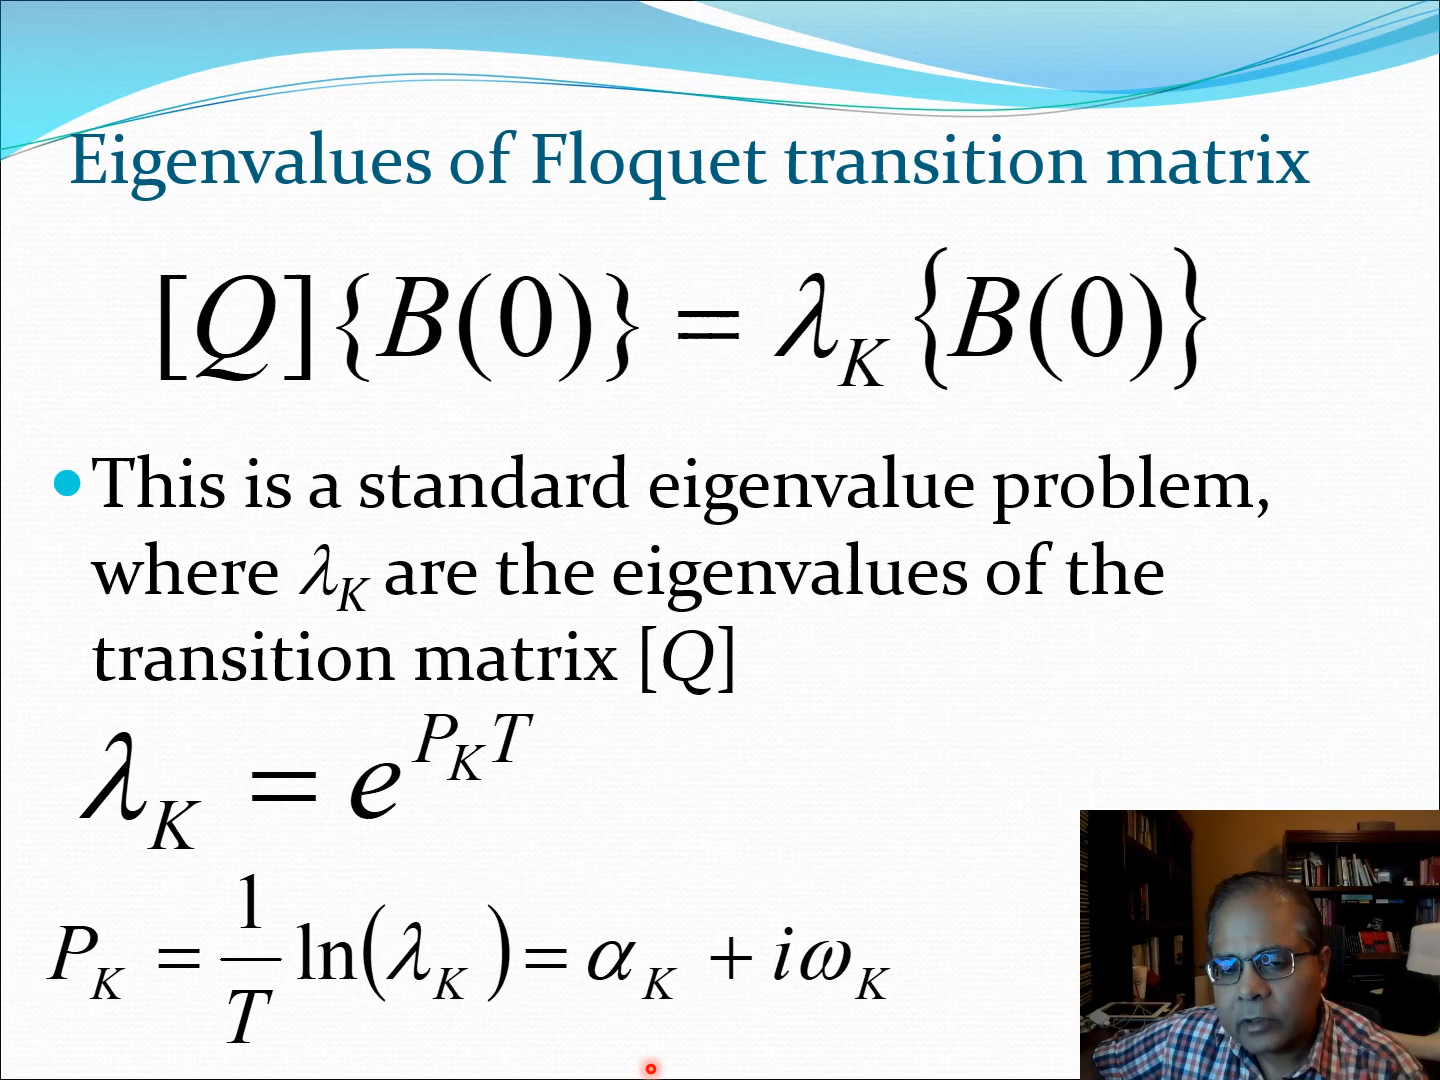 Eigenvalues of Floquet transition matrix
[Q]{B(0)} = λ_K {B(0)}
• This is a standard eigenvalue problem,
where λ_K are the eigenvalues of the
transition matrix [Q]
λ_K = e^{P_K T}
P_K = \frac{1}{T} ln(λ_K) = α_K + iω_K